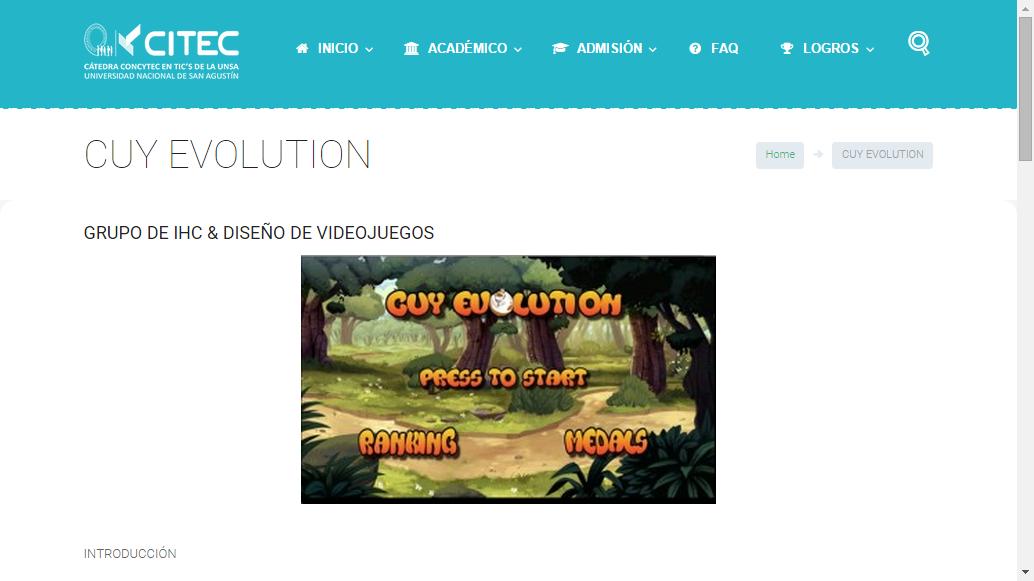 CITEC
CÁTEDRA CONCYTEC EN TIC'S DE LA UNSA
UNIVERSIDAD NACIONAL DE SAN AGUSTÍN
INICIO
ACADÉMICO
ADMISIÓN
FAQ
LOGROS
CUY EVOLUTION
Home
CUY EVOLUTION
GRUPO DE IHC & DISEÑO DE VIDEOJUEGOS
CUY EVOLUTION
PRESS TO START
RANKING
MEDALS
INTRODUCCIÓN